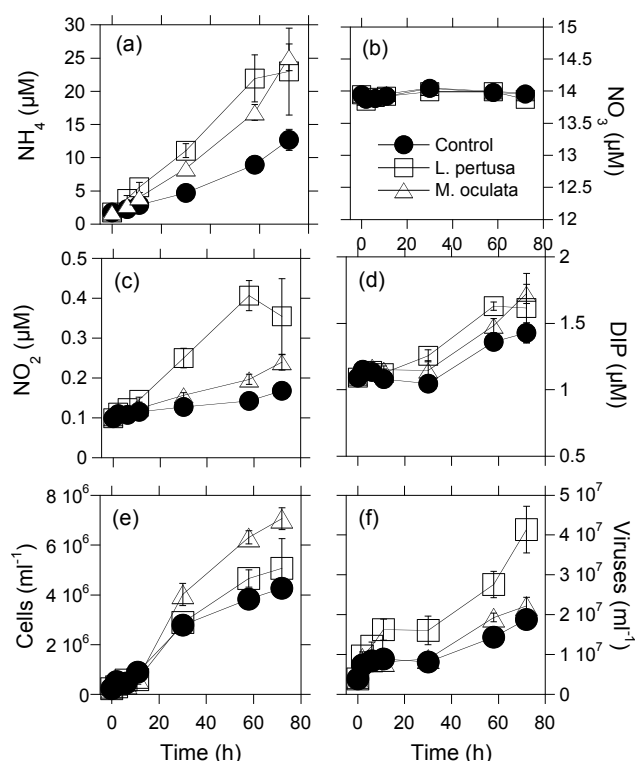 (a)
30
25
20
15
10
5
0
NH4 (µM)
0 20 40 60 80
(b)
15
14.5
14
13.5
13
12.5
12
NO3
(µM)
Control
L. pertusa
M. oculata
0 20 40 60 80
(c)
0.5
0.4
0.3
0.2
0.1
0
NO2 (µM)
(d)
2
1.5
1
0.5
DIP
(µM)
(e)
8 10^6
6 10^6
4 10^6
2 10^6
0
Cells (ml-1)
0 20 40 60 80
Time (h)
(f)
5 10^7
4 10^7
3 10^7
2 10^7
1 10^7
0
Viruses
(ml-1)
0 20 40 60 80
Time (h)